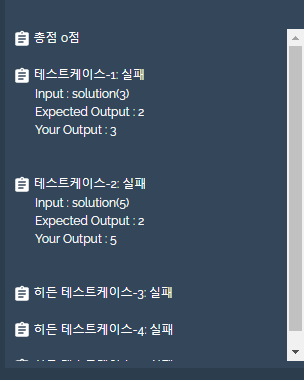 총점 0점
테스트케이스-1: 실패
Input : solution(3)
Expected Output : 2
Your Output : 3
테스트케이스-2: 실패
Input : solution(5)
Expected Output : 2
Your Output : 5
히든 테스트케이스-3: 실패
히든 테스트케이스-4: 실패